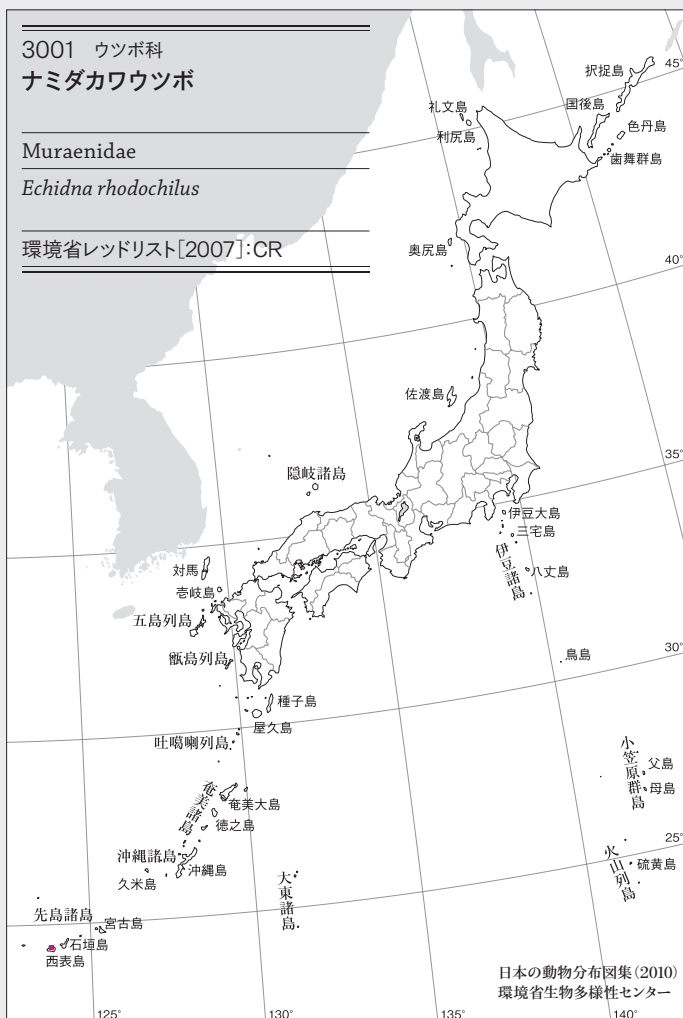 3001 ウツボ科
ナミダカワウツボ
Muraenidae
Echidna rhodochilus
環境省レッドリスト[2007]:CR
45°
択捉島
国後島
礼文島
色丹島
利尻島
歯舞群島
奥尻島
40°
佐渡島
35°
隠岐諸島
伊豆大島
三宅島
伊豆諸島
八丈島
対馬
壱岐島
五島列島
甑島列島
鳥島
30°
種子島
屋久島
吐噶喇列島
小笠原群島
父島
母島
奄美諸島
奄美大島
徳之島
沖縄諸島
沖縄島
久米島
25°
火山列島
硫黄島
大東諸島
先島諸島
宮古島
石垣島
西表島
日本の動物分布図集(2010)
環境省生物多様性センター
125°
130°
135°
140°